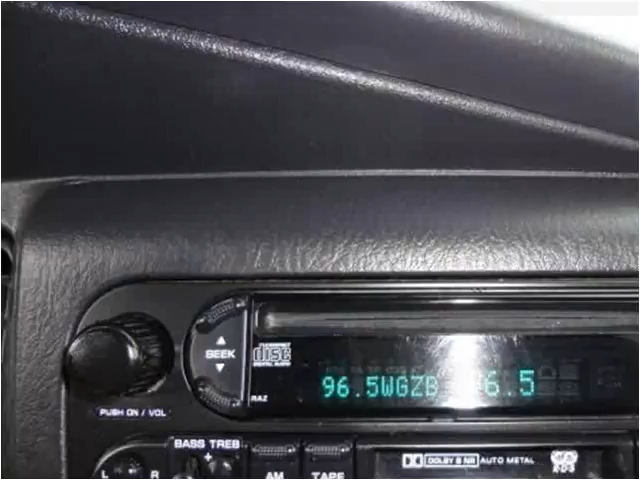 SEEK
COMPACT
disc
DIGITAL AUDIO
RAZ
96.5WGZB 6.5
PUSH ON / VOL
BASS TREB
+
L R
AM TAPE
DOLBY B NR AUTO METAL
R·D·S